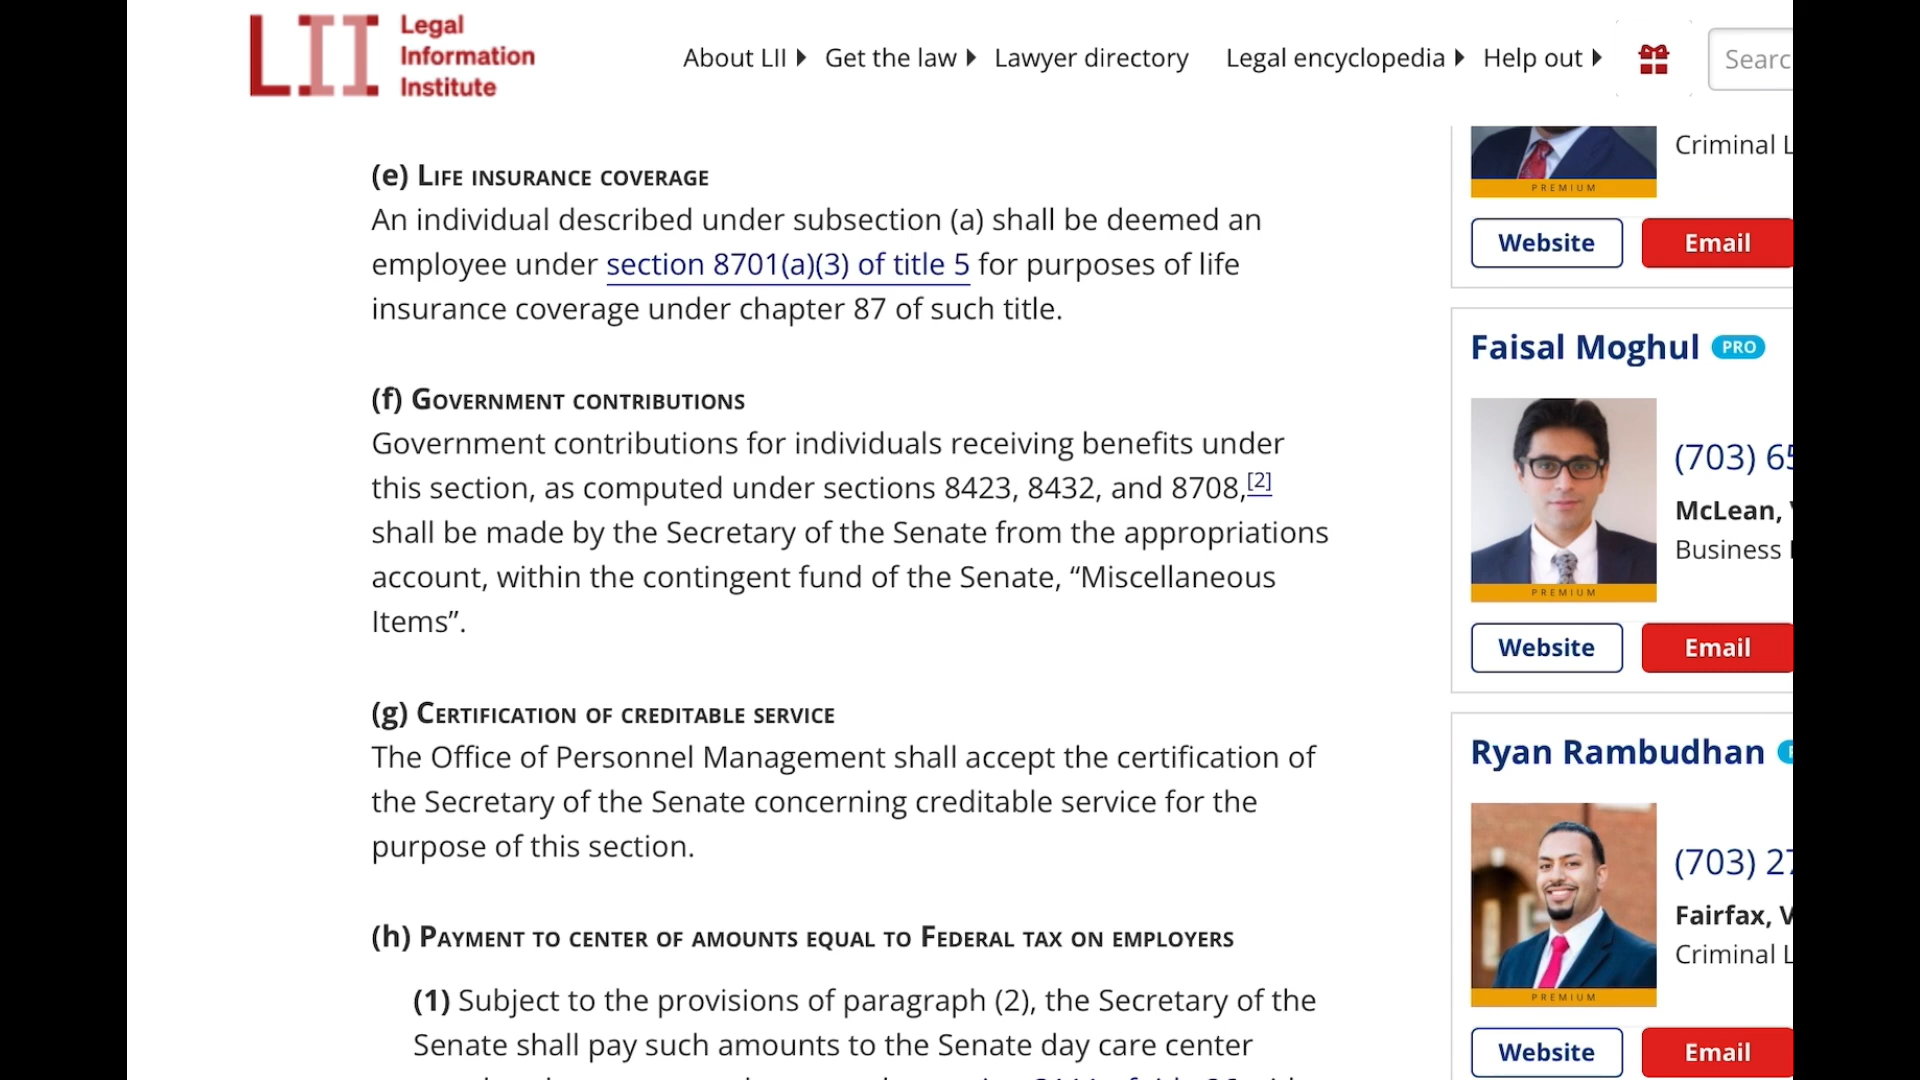 Legal
Information
Institute
About LII
Get the law
Lawyer directory
Legal encyclopedia
Help out
Searc
(e) LIFE INSURANCE COVERAGE
An individual described under subsection (a) shall be deemed an
employee under section 8701(a)(3) of title 5 for purposes of life
insurance coverage under chapter 87 of such title.
(f) GOVERNMENT CONTRIBUTIONS
Government contributions for individuals receiving benefits under
this section, as computed under sections 8423, 8432, and 8708,[2]
shall be made by the Secretary of the Senate from the appropriations
account, within the contingent fund of the Senate, “Miscellaneous
Items”.
(g) CERTIFICATION OF CREDITABLE SERVICE
The Office of Personnel Management shall accept the certification of
the Secretary of the Senate concerning creditable service for the
purpose of this section.
(h) PAYMENT TO CENTER OF AMOUNTS EQUAL TO FEDERAL TAX ON EMPLOYERS
(1) Subject to the provisions of paragraph (2), the Secretary of the
Senate shall pay such amounts to the Senate day care center
Criminal L
PREMIUM
Website
Email
Faisal Moghul PRO
(703) 65
McLean,
Business
PREMIUM
Website
Email
Ryan Rambudhan
(703) 27
Fairfax, V
Criminal L
PREMIUM
Website
Email